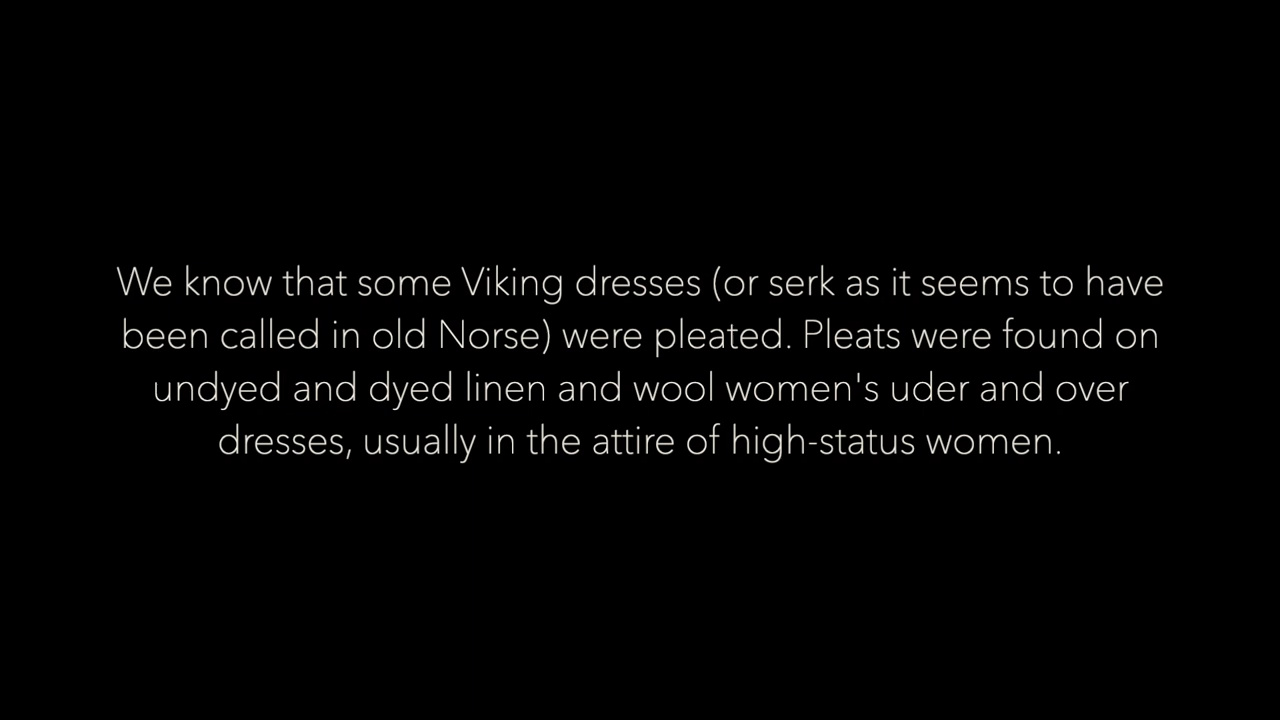 We know that some Viking dresses (or serk as it seems to have
been called in old Norse) were pleated. Pleats were found on
undyed and dyed linen and wool women's uder and over
dresses, usually in the attire of high-status women.